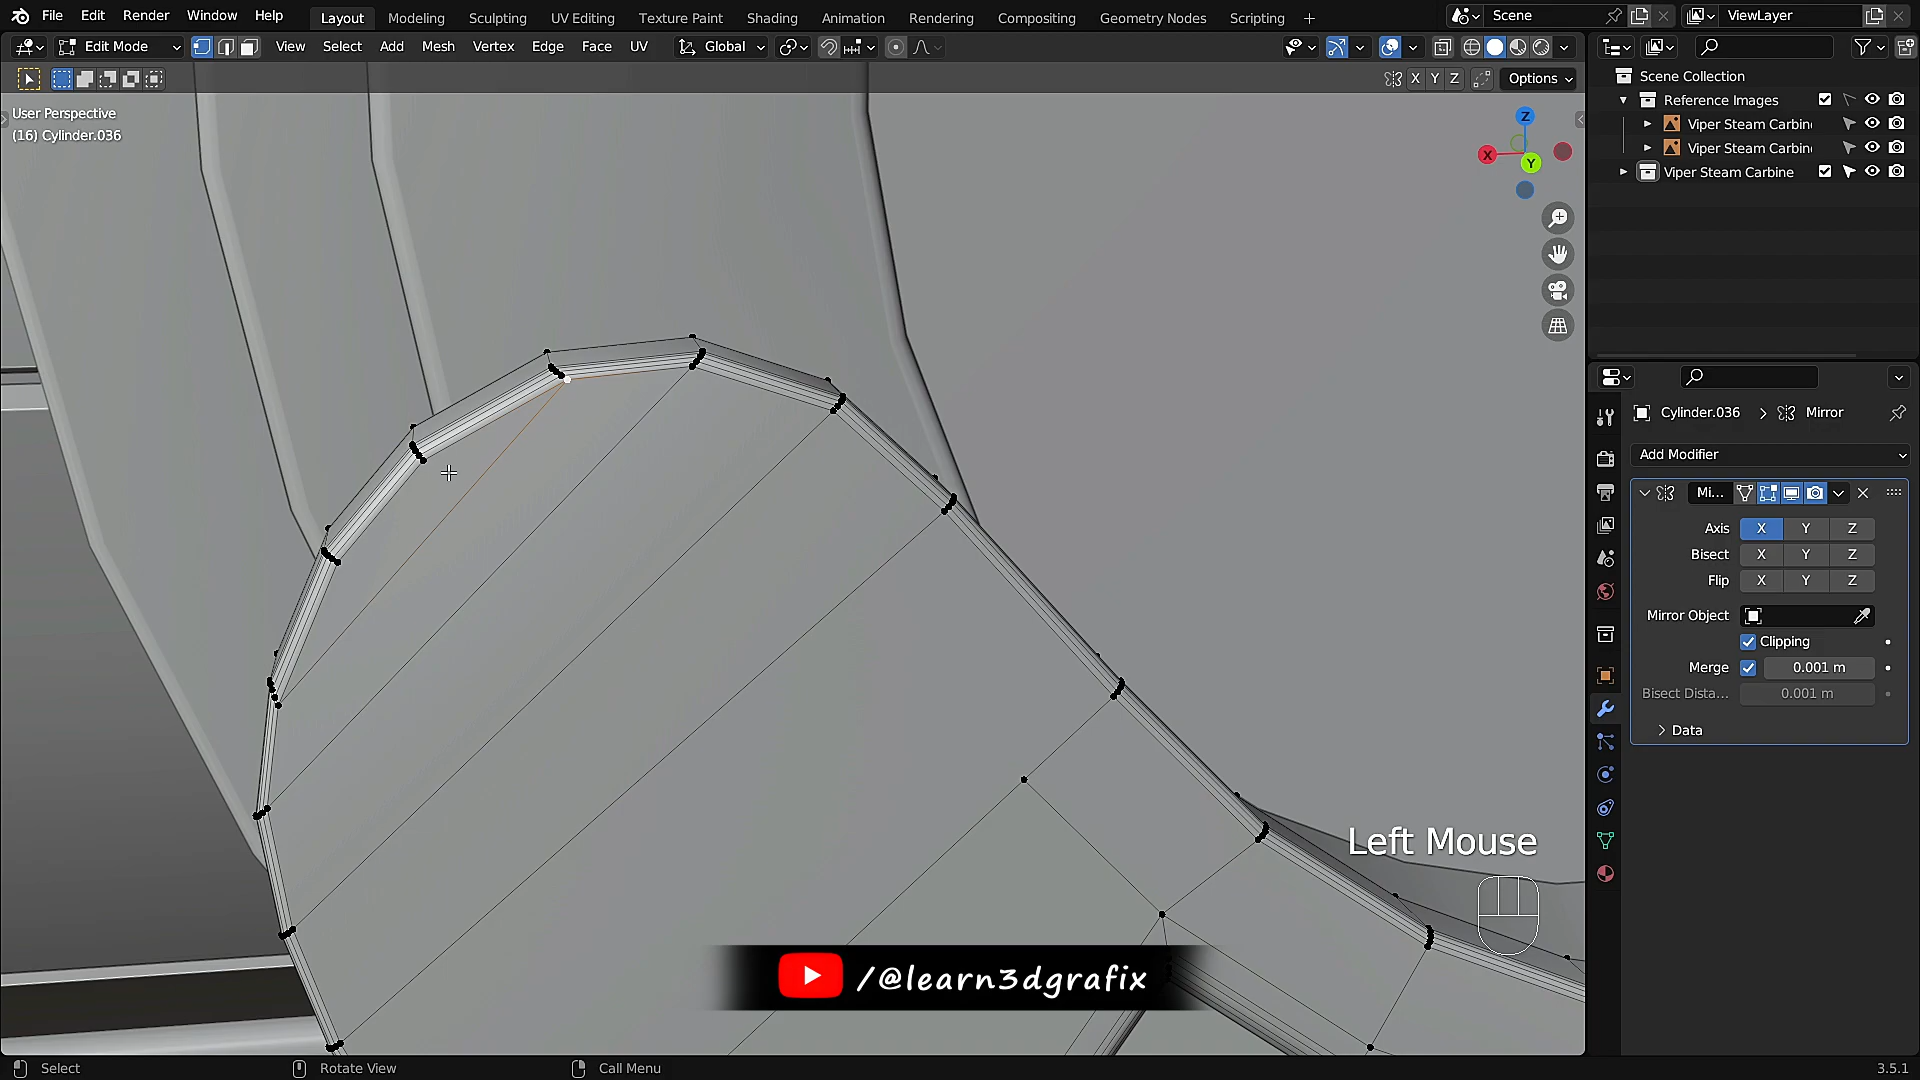 File Edit Render Window Help Layout Modeling Sculpting UV Editing Texture Paint Shading Animation Rendering Compositing Geometry Nodes Scripting + Scene ViewLayer
Edit Mode View Select Add Mesh Vertex Edge Face UV Global
X Y Z Options
User Perspective
(16) Cylinder.036
Z
X
Y
Scene Collection
Reference Images
Viper Steam Carbin
Viper Steam Carbin
Viper Steam Carbine
Cylinder.036 > Mirror
Add Modifier
Mi...
Axis X Y Z
Bisect X Y Z
Flip X Y Z
Mirror Object
Clipping
Merge 0.001 m
Bisect Dista... 0.001 m
Data
Left Mouse
/@learn3dgrafix
Select Rotate View Call Menu 3.5.1